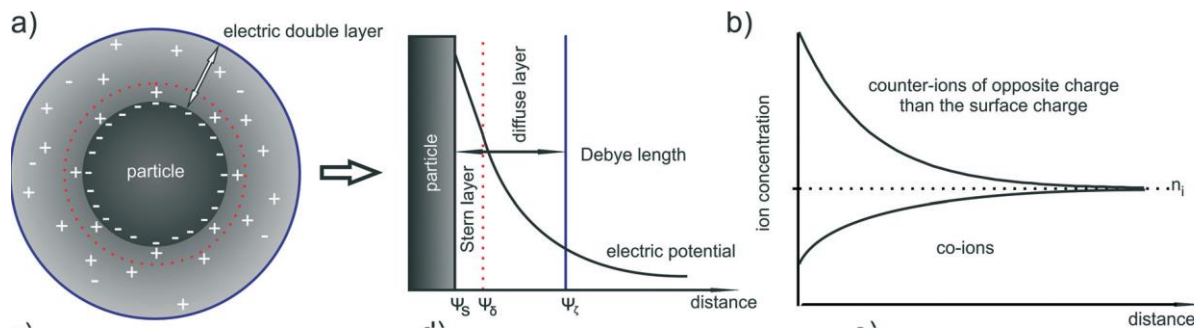 a)
electric double layer
particle
particle
Stern layer
diffuse layer
Debye length
electric potential
ΨS Ψδ Ψζ distance
b)
counter-ions of opposite charge
than the surface charge
ion concentration
ni
co-ions
distance